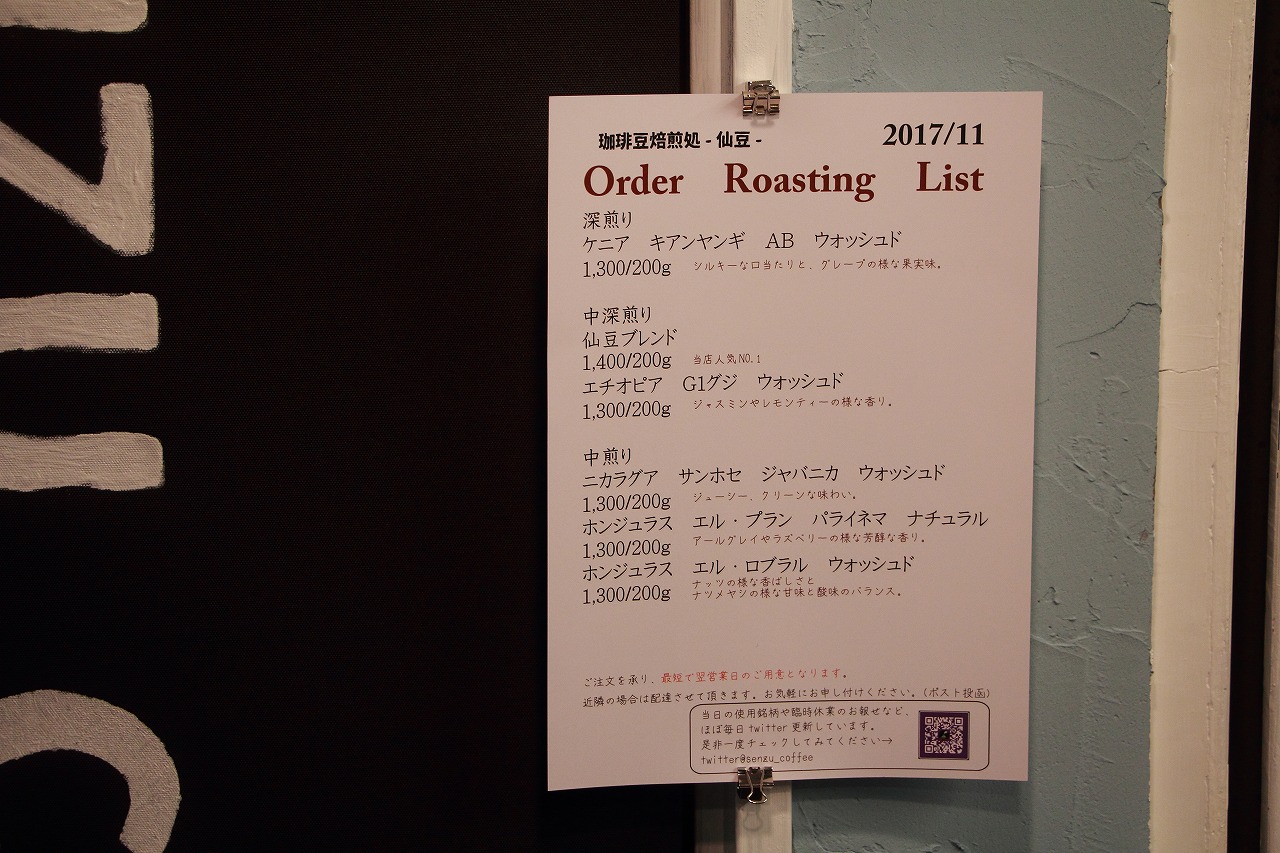 珈琲豆焙煎処 - 仙豆 -
2017/11
Order Roasting List
深煎り
ケニア キアンヤンギ AB ウォッシュド
1,300/200g シルキーな口当たりと、グレープの様な果実味。
中深煎り
仙豆ブレンド
1,400/200g 当店人気NO.1
エチオピア G1グジ ウォッシュド
1,300/200g ジャスミンやレモンティーの様な香り。
中煎り
ニカラグア サンホセ ジャバニカ ウォッシュド
1,300/200g ジューシー、クリーンな味わい。
ホンジュラス エル・プラン パライネマ ナチュラル
1,300/200g アールグレイやラズベリーの様な芳醇な香り。
ホンジュラス エル・ロブラル ウォッシュド
ナッツの様な香ばしさと
1,300/200g ナツメヤシの様な甘味と酸味のバランス。
ご注文を承り、最短で翌営業日のご用意となります。
近隣の場合は配達させて頂きます。お気軽にお申し付けください。(ポスト投函)
当日の使用銘柄や臨時休業のお報せなど、
ほぼ毎日twitter更新しています。
是非一度チェックしてみてください→
twitter@senzu_coffee